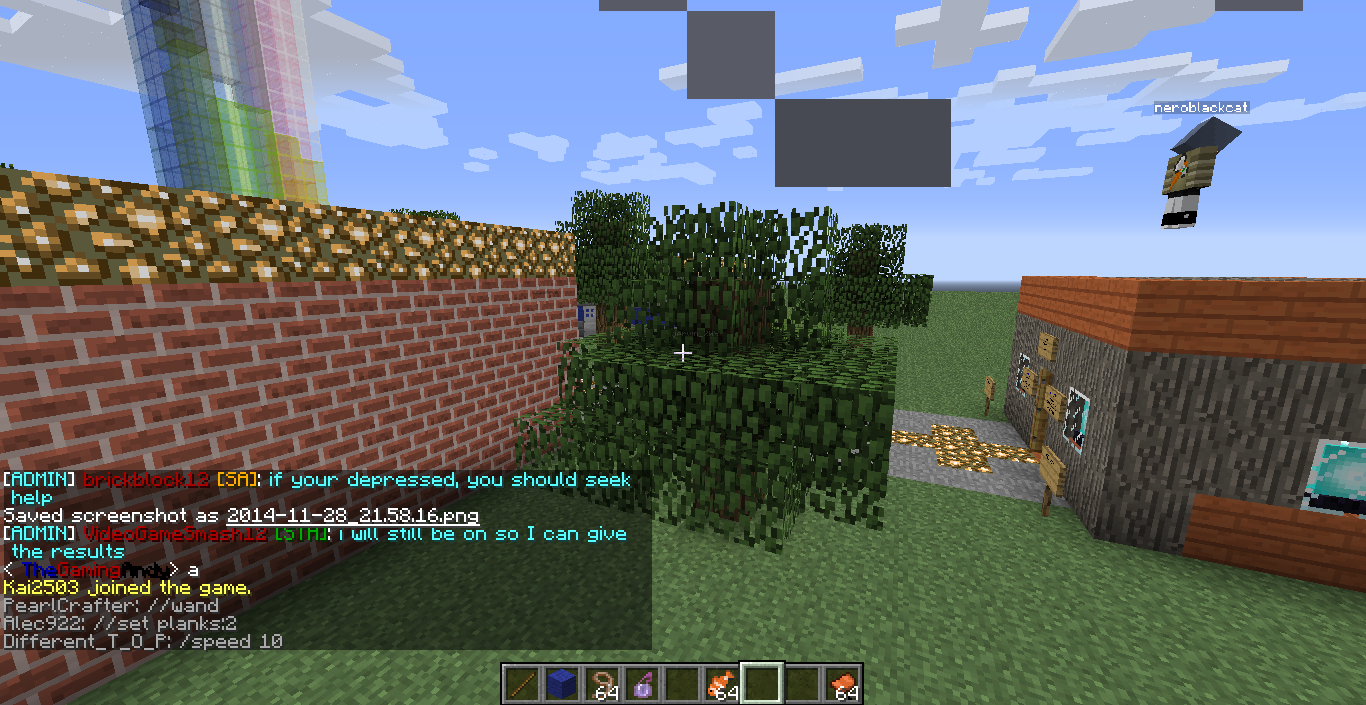 neroblackcat
[ADMIN] brickblock12 [SA]: if your depressed, you should seek
help
Saved screenshot as 2014-11-28_21.58.16.png
[ADMIN] VideoGameSmash12 [STA]: i will still be on so I can give
the results
< TheGamingAndy> a
Kai2503 joined the game.
PearlCrafter: //wand
Alec922: //set planks:2
Different_T_O_P: /speed 10
64 64 64